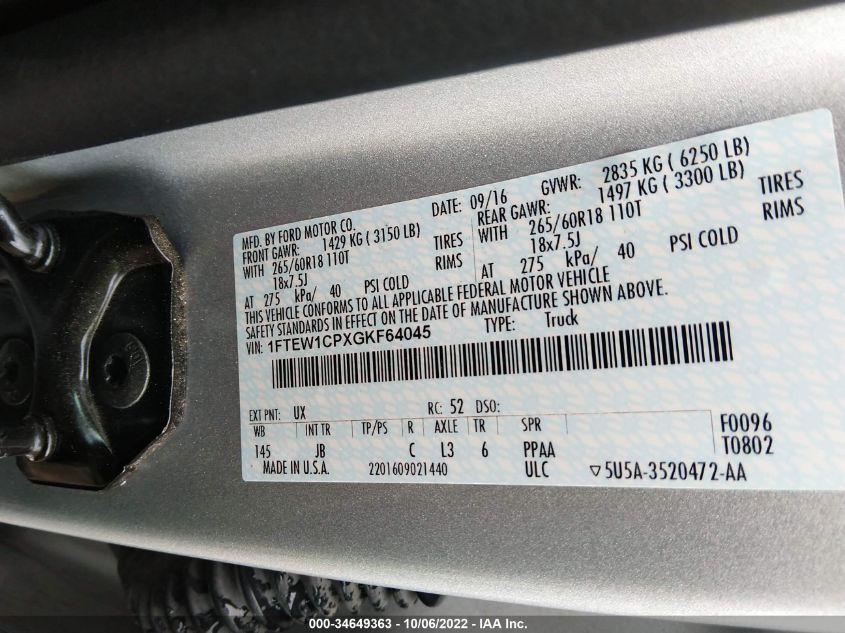 MFD. BY FORD MOTOR CO.
DATE: 09/16 GVWR: 2835 KG ( 6250 LB)
FRONT GAWR: 1429 KG ( 3150 LB) REAR GAWR: 1497 KG ( 3300 LB)
WITH 265/60R18 110T TIRES WITH 265/60R18 110T TIRES
18x7.5J RIMS 18x7.5J RIMS
AT 275 kPa/ 40 PSI COLD AT 275 kPa/ 40 PSI COLD
THIS VEHICLE CONFORMS TO ALL APPLICABLE FEDERAL MOTOR VEHICLE
SAFETY STANDARDS IN EFFECT ON THE DATE OF MANUFACTURE SHOWN ABOVE.
VIN: 1FTEW1CPXGKF64045 TYPE: Truck
EXT PNT: UX RC: 52 DSO:
WB INT TR TP/PS R AXLE TR SPR F0096
145 JB C L3 6 PPAA T0802
MADE IN U.S.A. 2201609021440 ULC ▽5U5A-3520472-AA
000-34649363 - 10/06/2022 - IAA Inc.